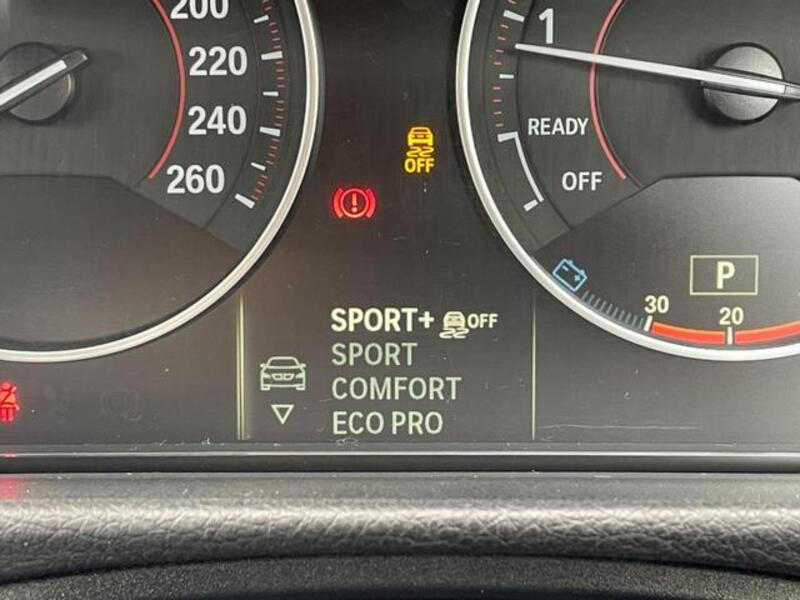 200
220
240
260
OFF
1
READY
OFF
P
30
20
SPORT+ OFF
SPORT
COMFORT
ECO PRO